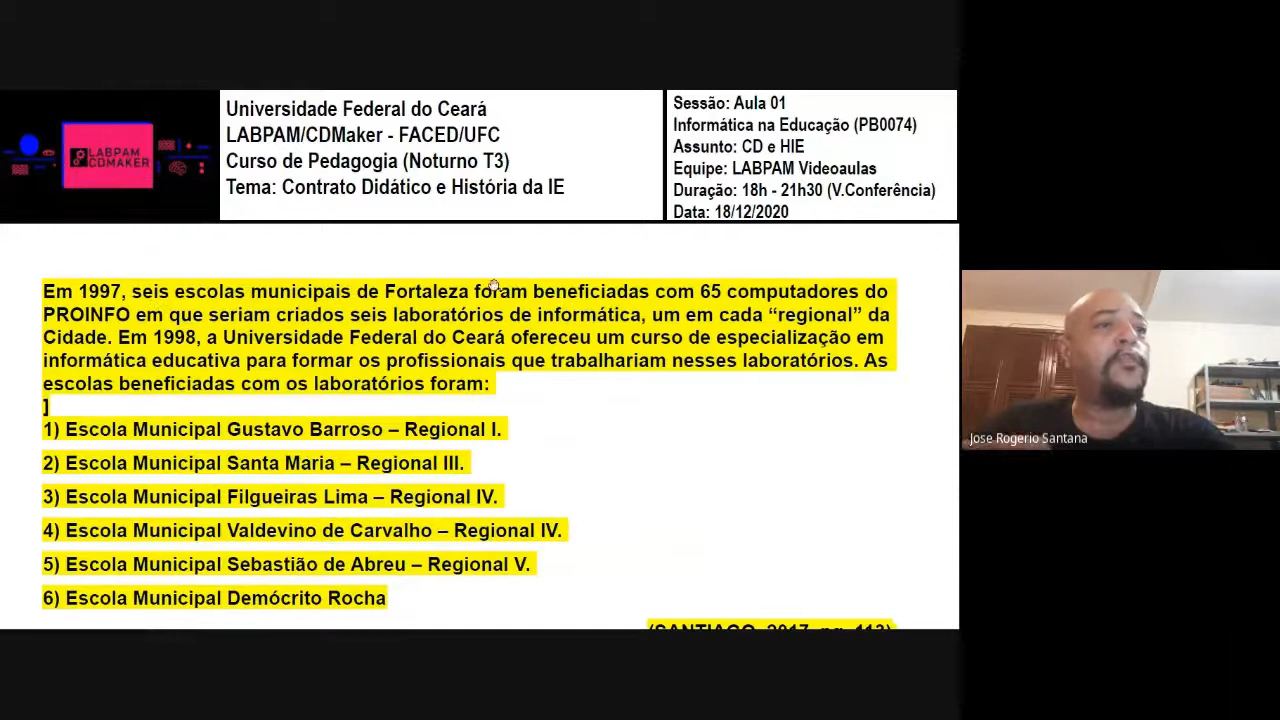 LABPAM
CDMAKER
Universidade Federal do Ceará
LABPAM/CDMaker - FACED/UFC
Curso de Pedagogia (Noturno T3)
Tema: Contrato Didático e História da IE
Sessão: Aula 01
Informática na Educação (PB0074)
Assunto: CD e HIE
Equipe: LABPAM Videoaulas
Duração: 18h - 21h30 (V.Conferência)
Data: 18/12/2020
Em 1997, seis escolas municipais de Fortaleza foram beneficiadas com 65 computadores do
PROINFO em que seriam criados seis laboratórios de informática, um em cada “regional” da
Cidade. Em 1998, a Universidade Federal do Ceará ofereceu um curso de especialização em
informática educativa para formar os profissionais que trabalhariam nesses laboratórios. As
escolas beneficiadas com os laboratórios foram:
]
1) Escola Municipal Gustavo Barroso – Regional I.
2) Escola Municipal Santa Maria – Regional III.
3) Escola Municipal Filgueiras Lima – Regional IV.
4) Escola Municipal Valdevino de Carvalho – Regional IV.
5) Escola Municipal Sebastião de Abreu – Regional V.
6) Escola Municipal Demócrito Rocha
(SANTIAGO, 2017, pg. 113)
Jose Rogerio Santana